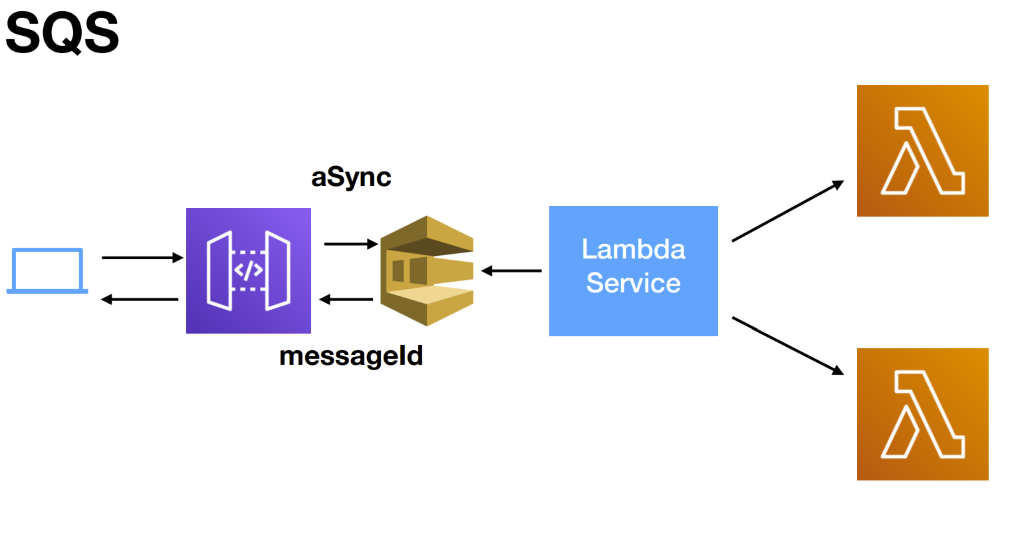 SQS
aSync
</>
Lambda
Service
messageId